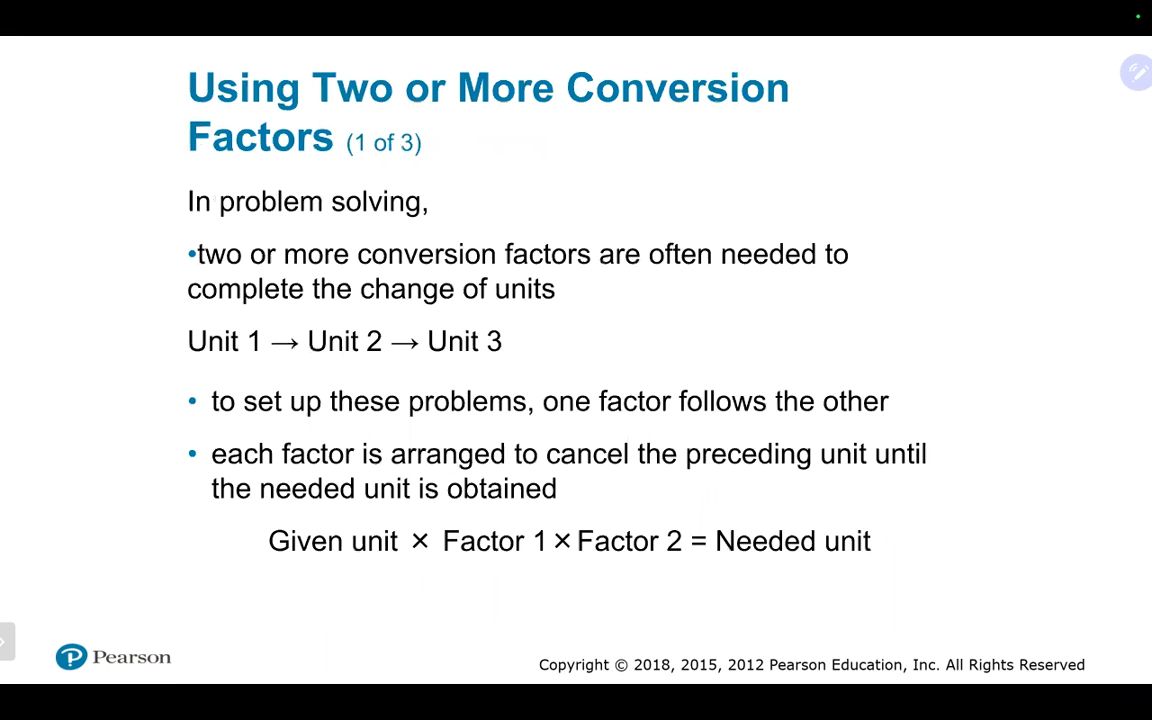 Using Two or More Conversion
Factors (1 of 3)
In problem solving,
•two or more conversion factors are often needed to
complete the change of units
Unit 1 → Unit 2 → Unit 3
• to set up these problems, one factor follows the other
• each factor is arranged to cancel the preceding unit until
the needed unit is obtained
Given unit × Factor 1 × Factor 2 = Needed unit
Pearson
Copyright © 2018, 2015, 2012 Pearson Education, Inc. All Rights Reserved